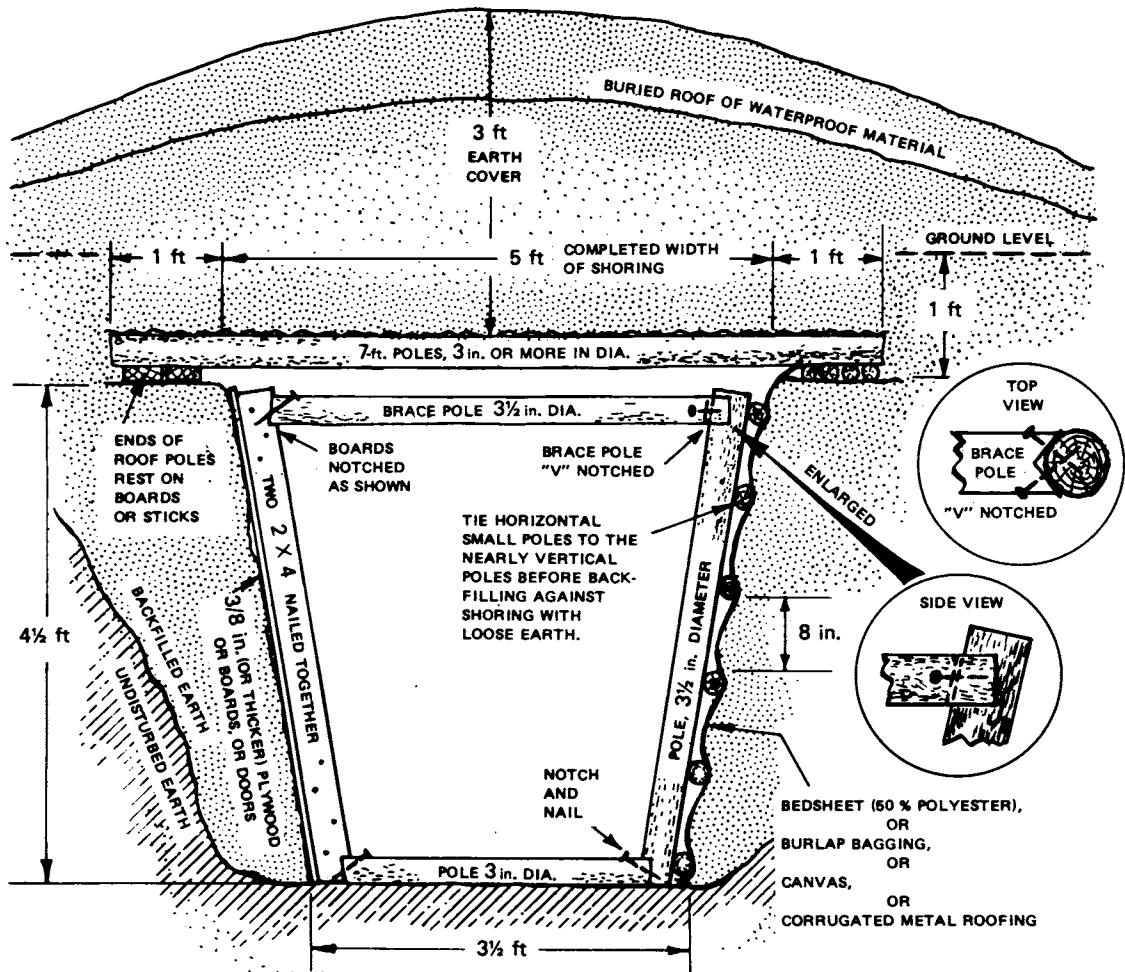 3 ft
EARTH
COVER
BURIED ROOF OF WATERPROOF MATERIAL
1 ft
5 ft
COMPLETED WIDTH
OF SHORING
1 ft
GROUND LEVEL
1 ft
7-ft. POLES, 3 in. OR MORE IN DIA.
ENDS OF
ROOF POLES
REST ON
BOARDS
OR STICKS
BRACE POLE 3½ in. DIA.
BOARDS
NOTCHED
AS SHOWN
BRACE POLE
"V" NOTCHED
ENLARGED
TOP
VIEW
BRACE
POLE
"V" NOTCHED
TIE HORIZONTAL
SMALL POLES TO THE
NEARLY VERTICAL
POLES BEFORE BACK-
FILLING AGAINST
SHORING WITH
LOOSE EARTH.
TWO 2 X 4 NAILED TOGETHER
3/8 in. (OR THICKER) PLYWOOD
OR BOARDS, OR DOORS
BACKFILLED EARTH
UNDISTURBED EARTH
4½ ft
POLE, 3½ in. DIAMETER
8 in.
SIDE VIEW
NOTCH
AND
NAIL
POLE 3 in. DIA.
3½ ft
BEDSHEET (50 % POLYESTER),
OR
BURLAP BAGGING,
OR
CANVAS,
OR
CORRUGATED METAL ROOFING